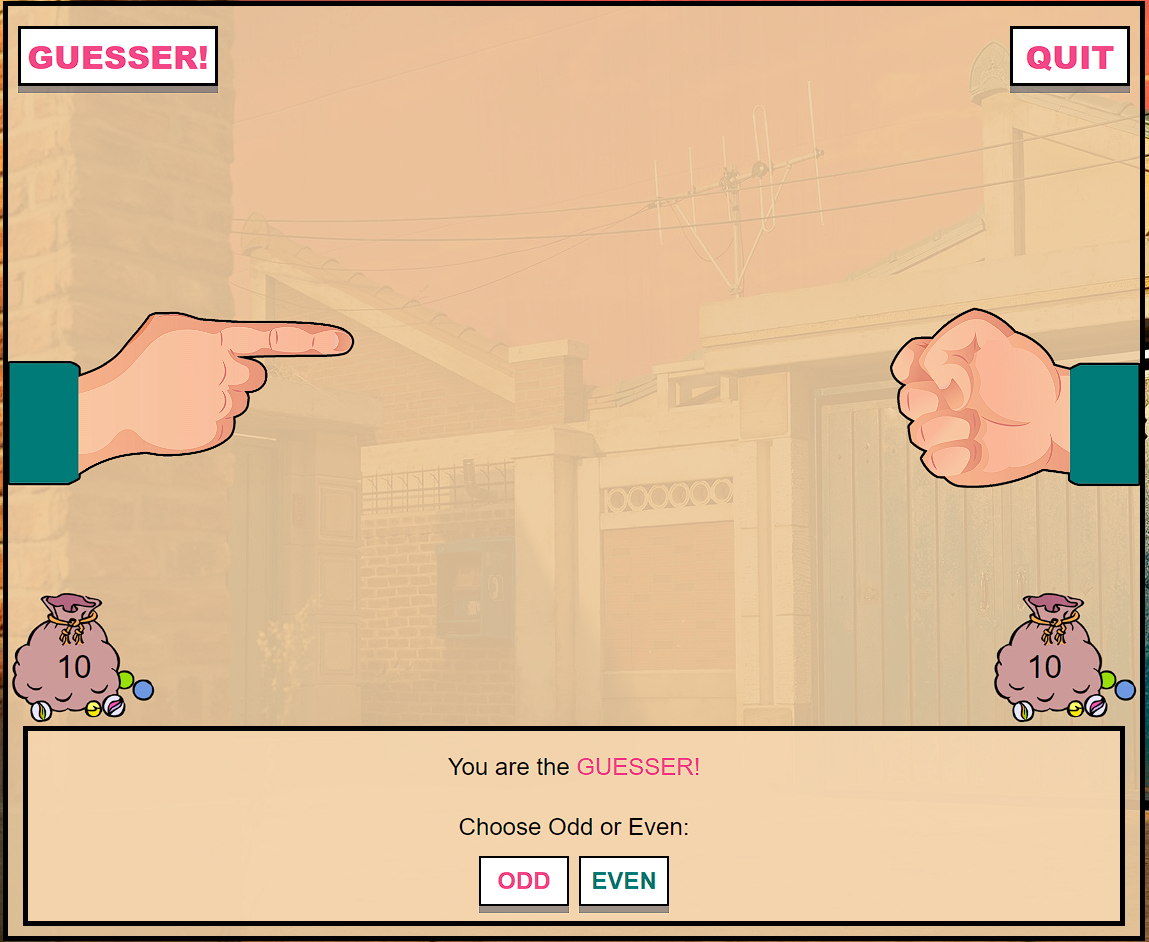 GUESSER!
QUIT
10
10
You are the GUESSER!
Choose Odd or Even:
ODD
EVEN